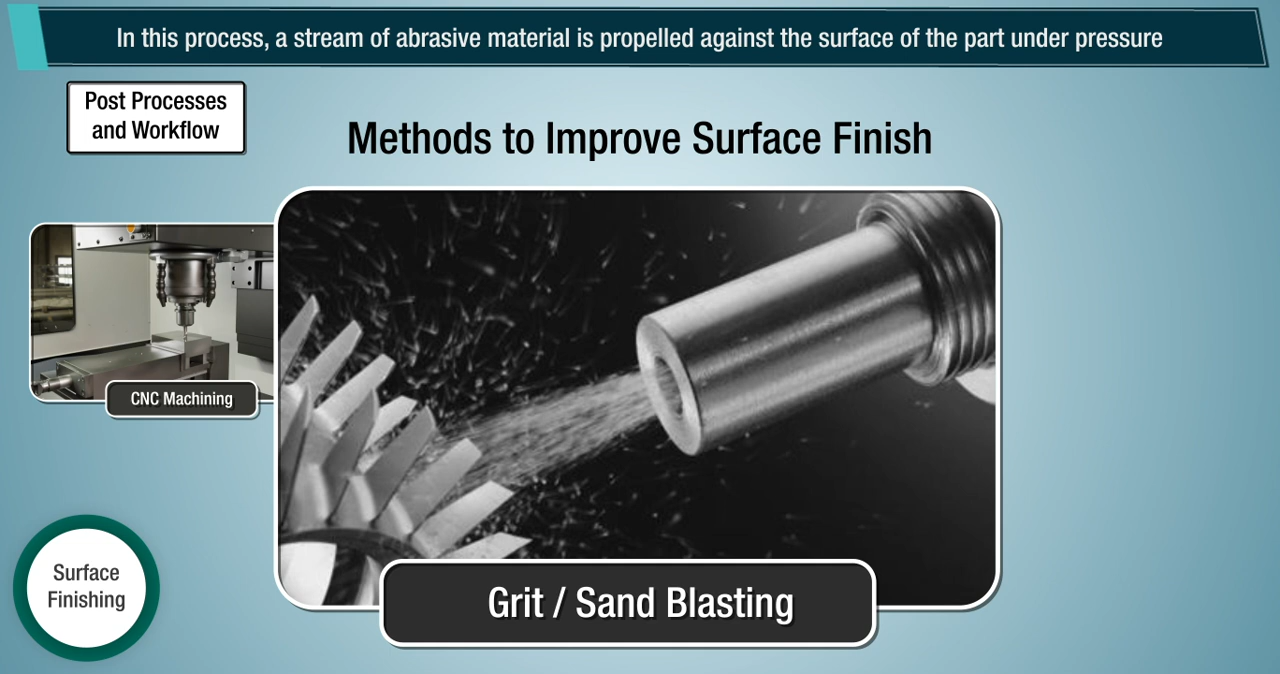 In this process, a stream of abrasive material is propelled against the surface of the part under pressure
Post Processes
and Workflow
Methods to Improve Surface Finish
CNC Machining
Grit / Sand Blasting
Surface
Finishing